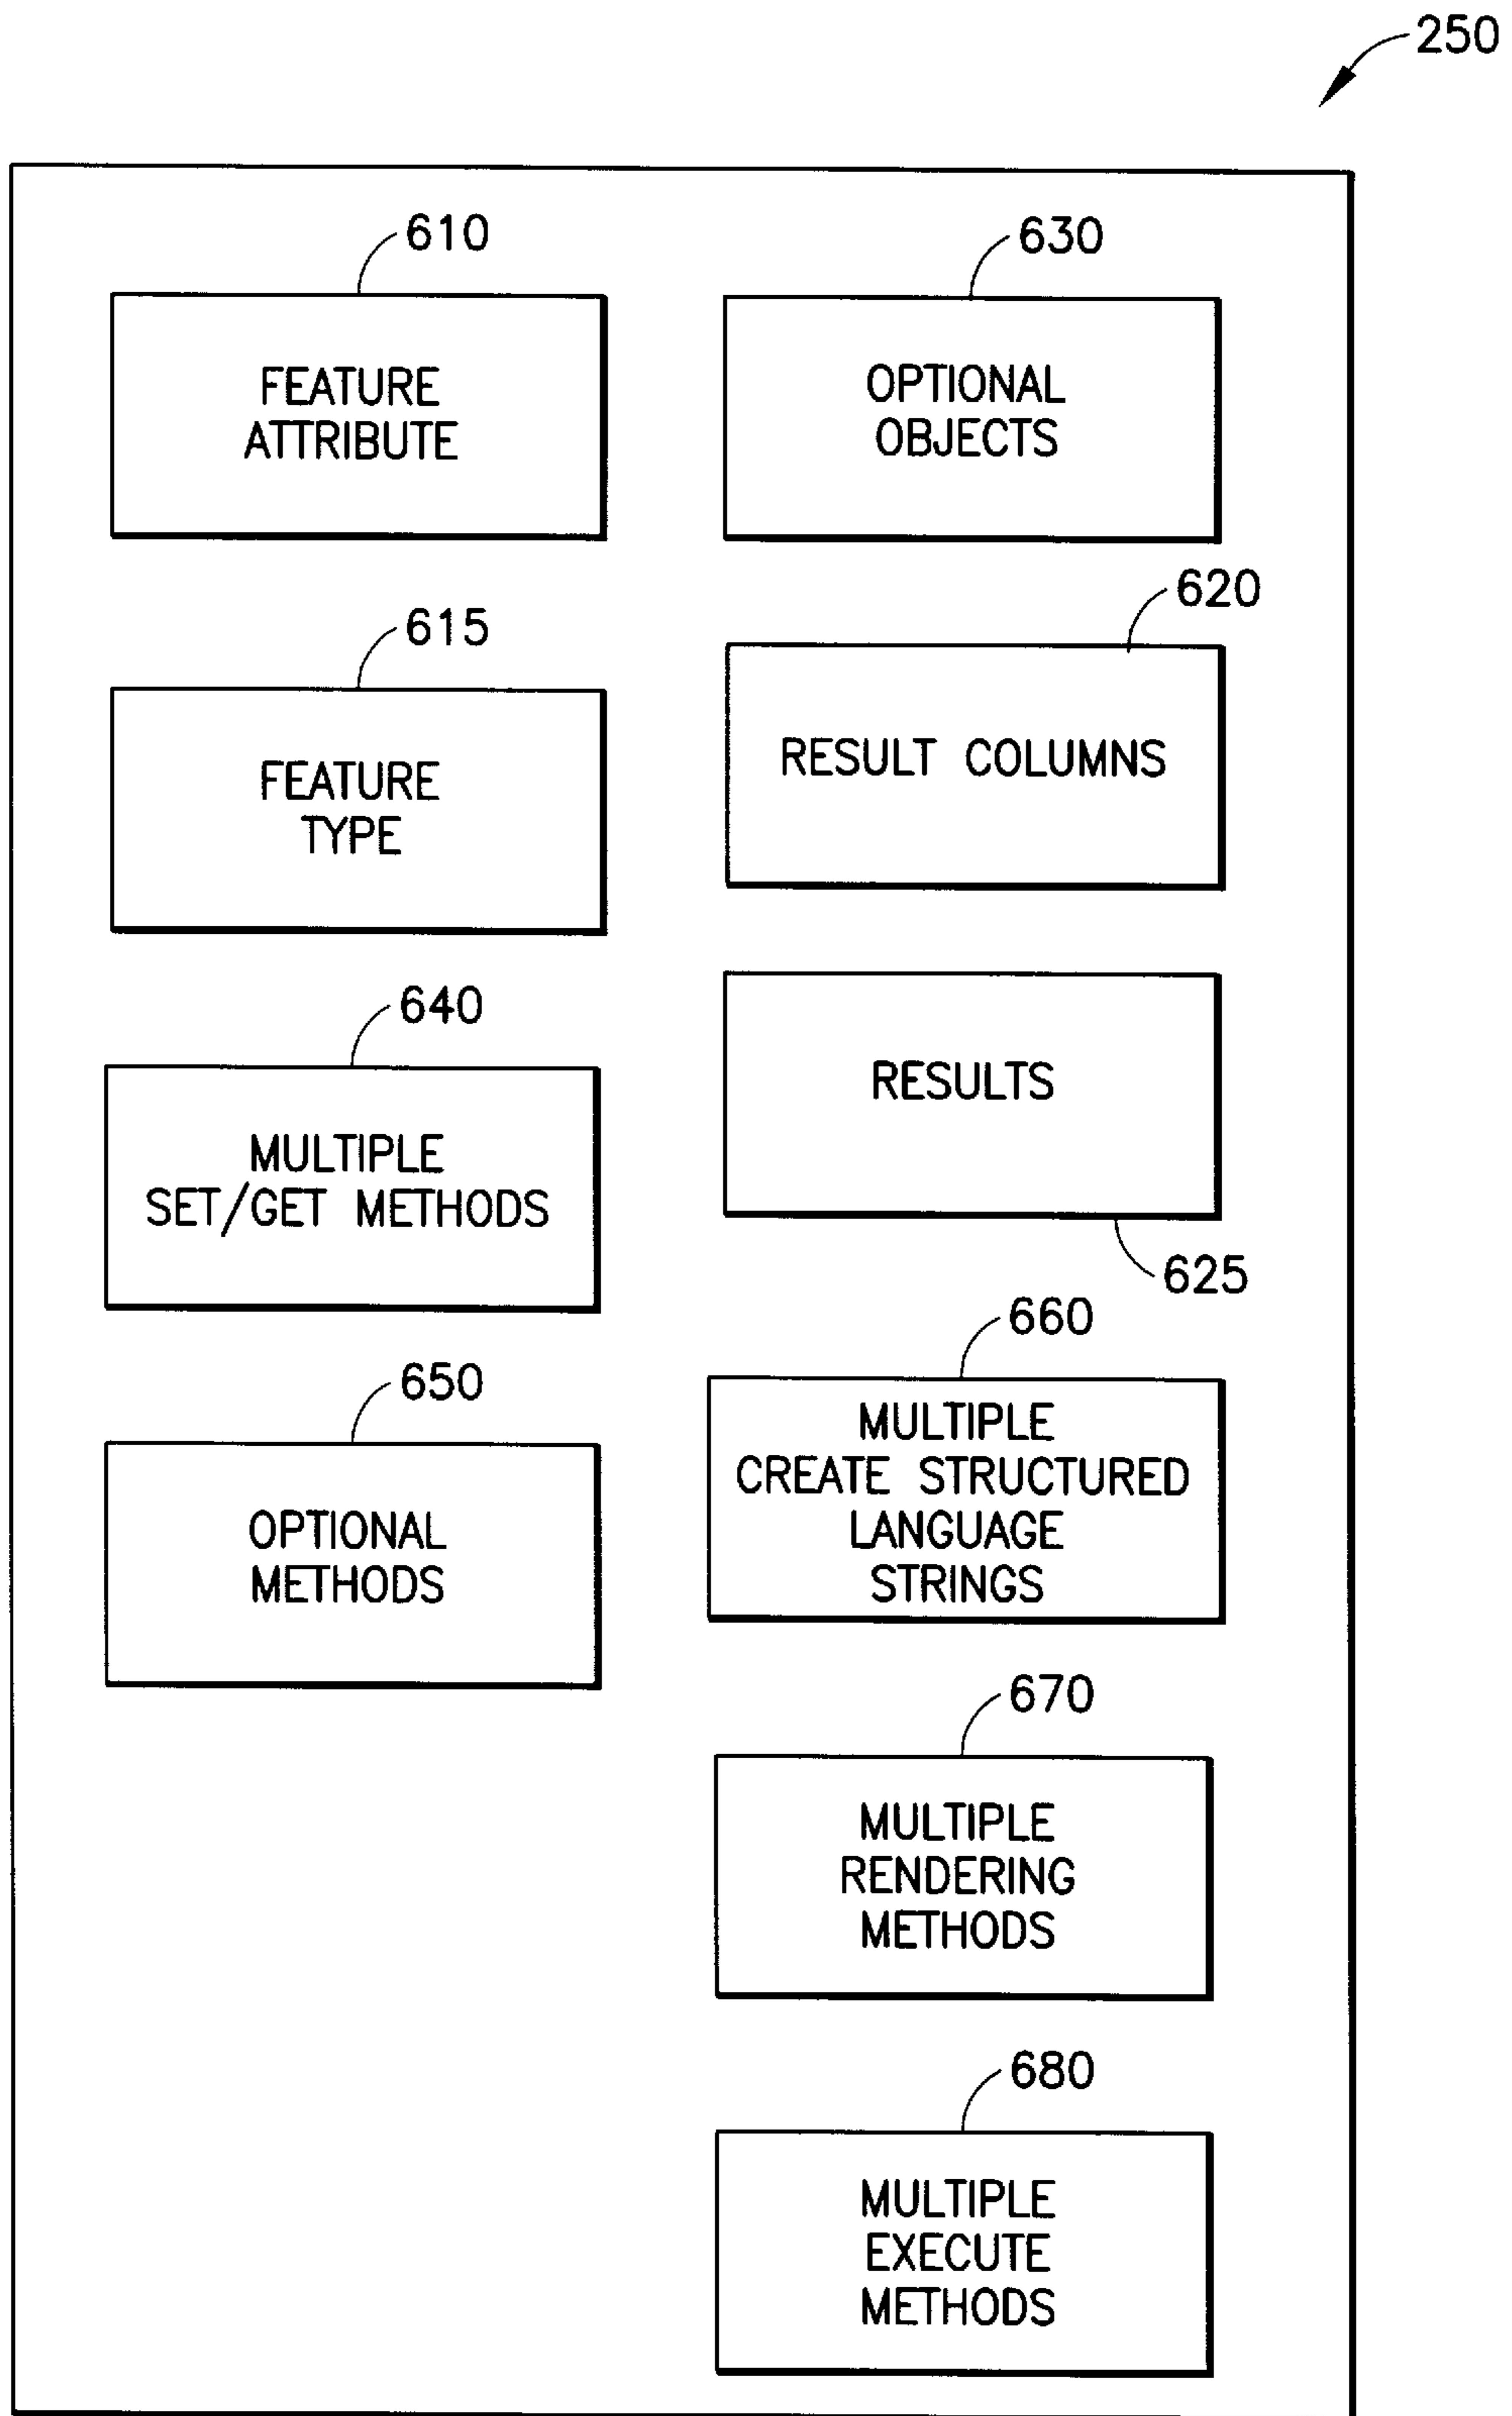 250
610
FEATURE
ATTRIBUTE
630
OPTIONAL
OBJECTS
615
FEATURE
TYPE
620
RESULT COLUMNS
640
MULTIPLE
SET/GET METHODS
RESULTS
625
650
OPTIONAL
METHODS
660
MULTIPLE
CREATE STRUCTURED
LANGUAGE
STRINGS
670
MULTIPLE
RENDERING
METHODS
680
MULTIPLE
EXECUTE
METHODS